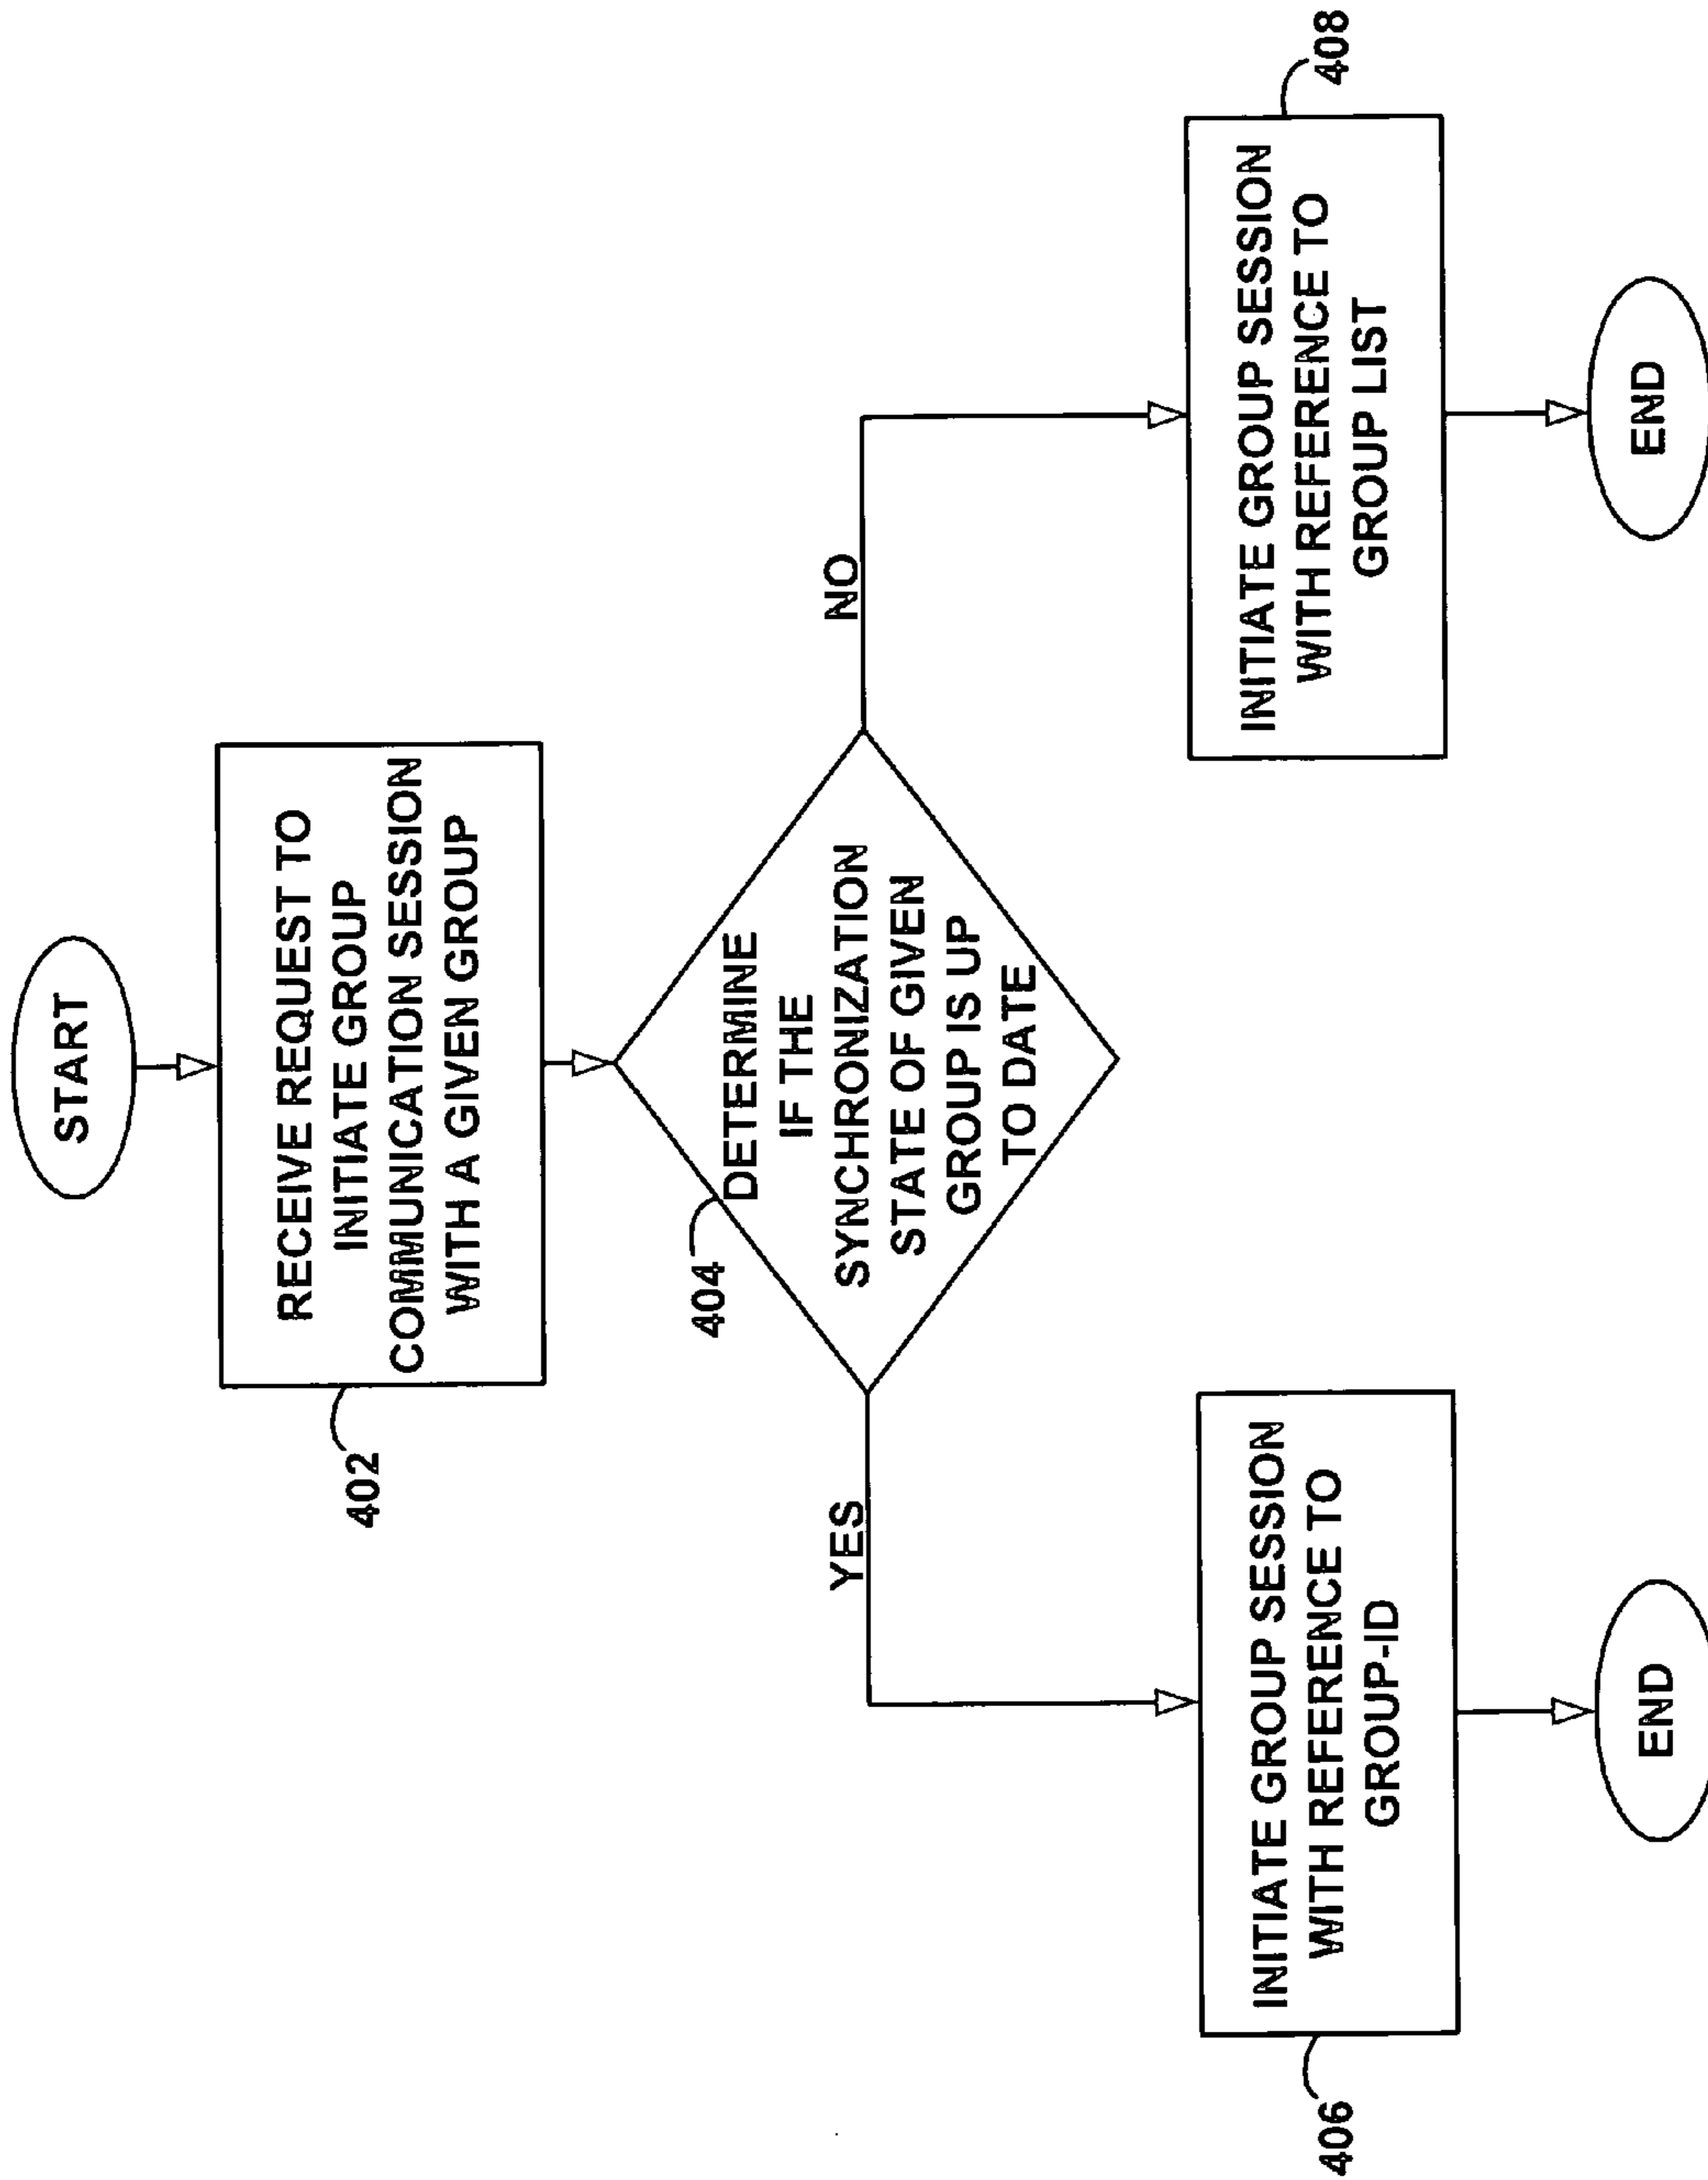 START
RECEIVE REQUEST TO
INITIATE GROUP
COMMUNICATION SESSION
WITH A GIVEN GROUP
402
404
DETERMINE
IF THE
SYNCHRONIZATION
STATE OF GIVEN
GROUP IS UP
TO DATE
YES
NO
INITIATE GROUP SESSION
WITH REFERENCE TO
GROUP-ID
406
INITIATE GROUP SESSION
WITH REFERENCE TO
GROUP LIST
408
END
END